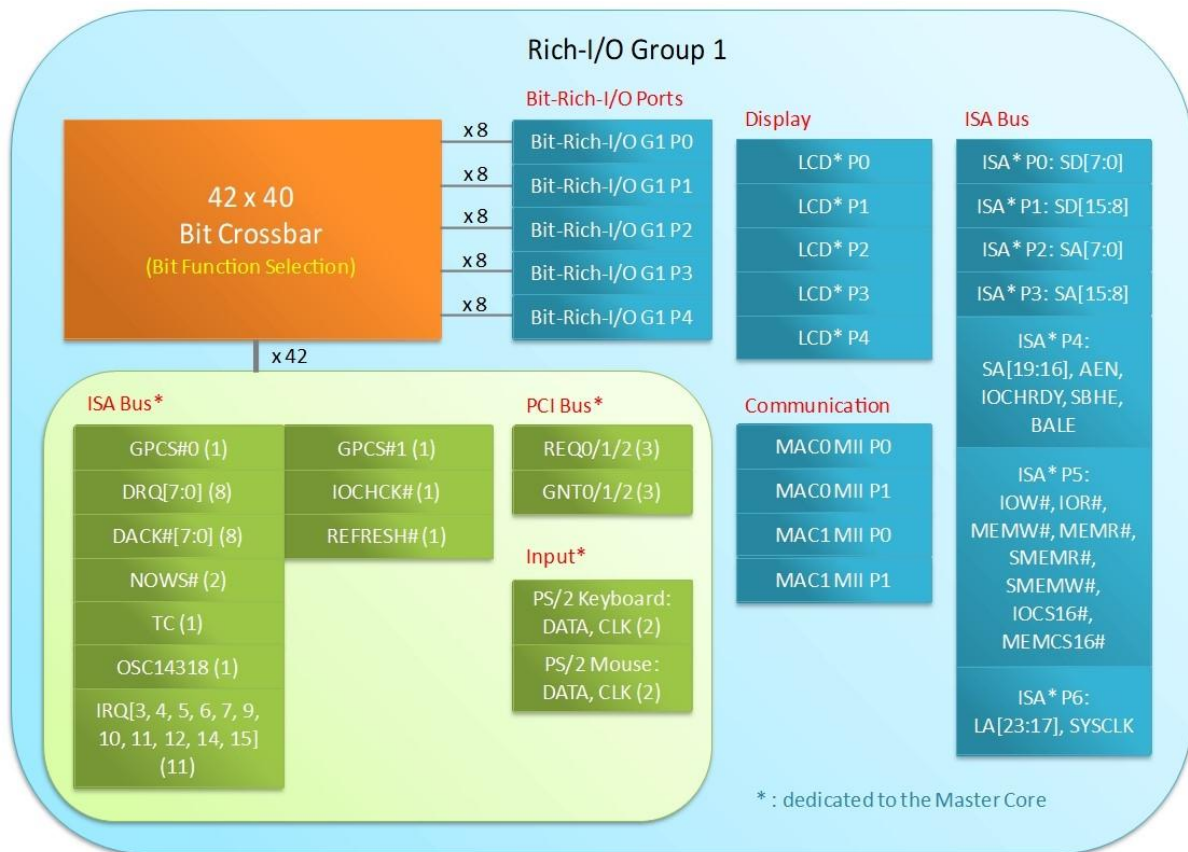 Rich-I/O Group 1
42 x 40
Bit Crossbar
(Bit Function Selection)
x 8
x 8
x 8
x 8
x 8
x 42
Bit-Rich-I/O Ports
Bit-Rich-I/O G1 P0
Bit-Rich-I/O G1 P1
Bit-Rich-I/O G1 P2
Bit-Rich-I/O G1 P3
Bit-Rich-I/O G1 P4
Display
LCD* P0
LCD* P1
LCD* P2
LCD* P3
LCD* P4
ISA Bus
ISA* P0: SD[7:0]
ISA* P1: SD[15:8]
ISA* P2: SA[7:0]
ISA* P3: SA[15:8]
ISA* P4:
SA[19:16], AEN,
IOCHRDY, SBHE,
BALE
ISA* P5:
IOW#, IOR#,
MEMW#, MEMR#,
SMEMR#,
SMEMW#,
IOCS16#,
MEMCS16#
ISA* P6:
LA[23:17], SYSCLK
ISA Bus*
GPCS#0 (1)
DRQ[7:0] (8)
DACK#[7:0] (8)
NOWS# (2)
TC (1)
OSC14318 (1)
IRQ[3, 4, 5, 6, 7, 9,
10, 11, 12, 14, 15]
(11)
GPCS#1 (1)
IOCHCK# (1)
REFRESH# (1)
PCI Bus*
REQ0/1/2 (3)
GNT0/1/2 (3)
Input*
PS/2 Keyboard:
DATA, CLK (2)
PS/2 Mouse:
DATA, CLK (2)
Communication
MAC0 MII P0
MAC0 MII P1
MAC1 MII P0
MAC1 MII P1
* : dedicated to the Master Core